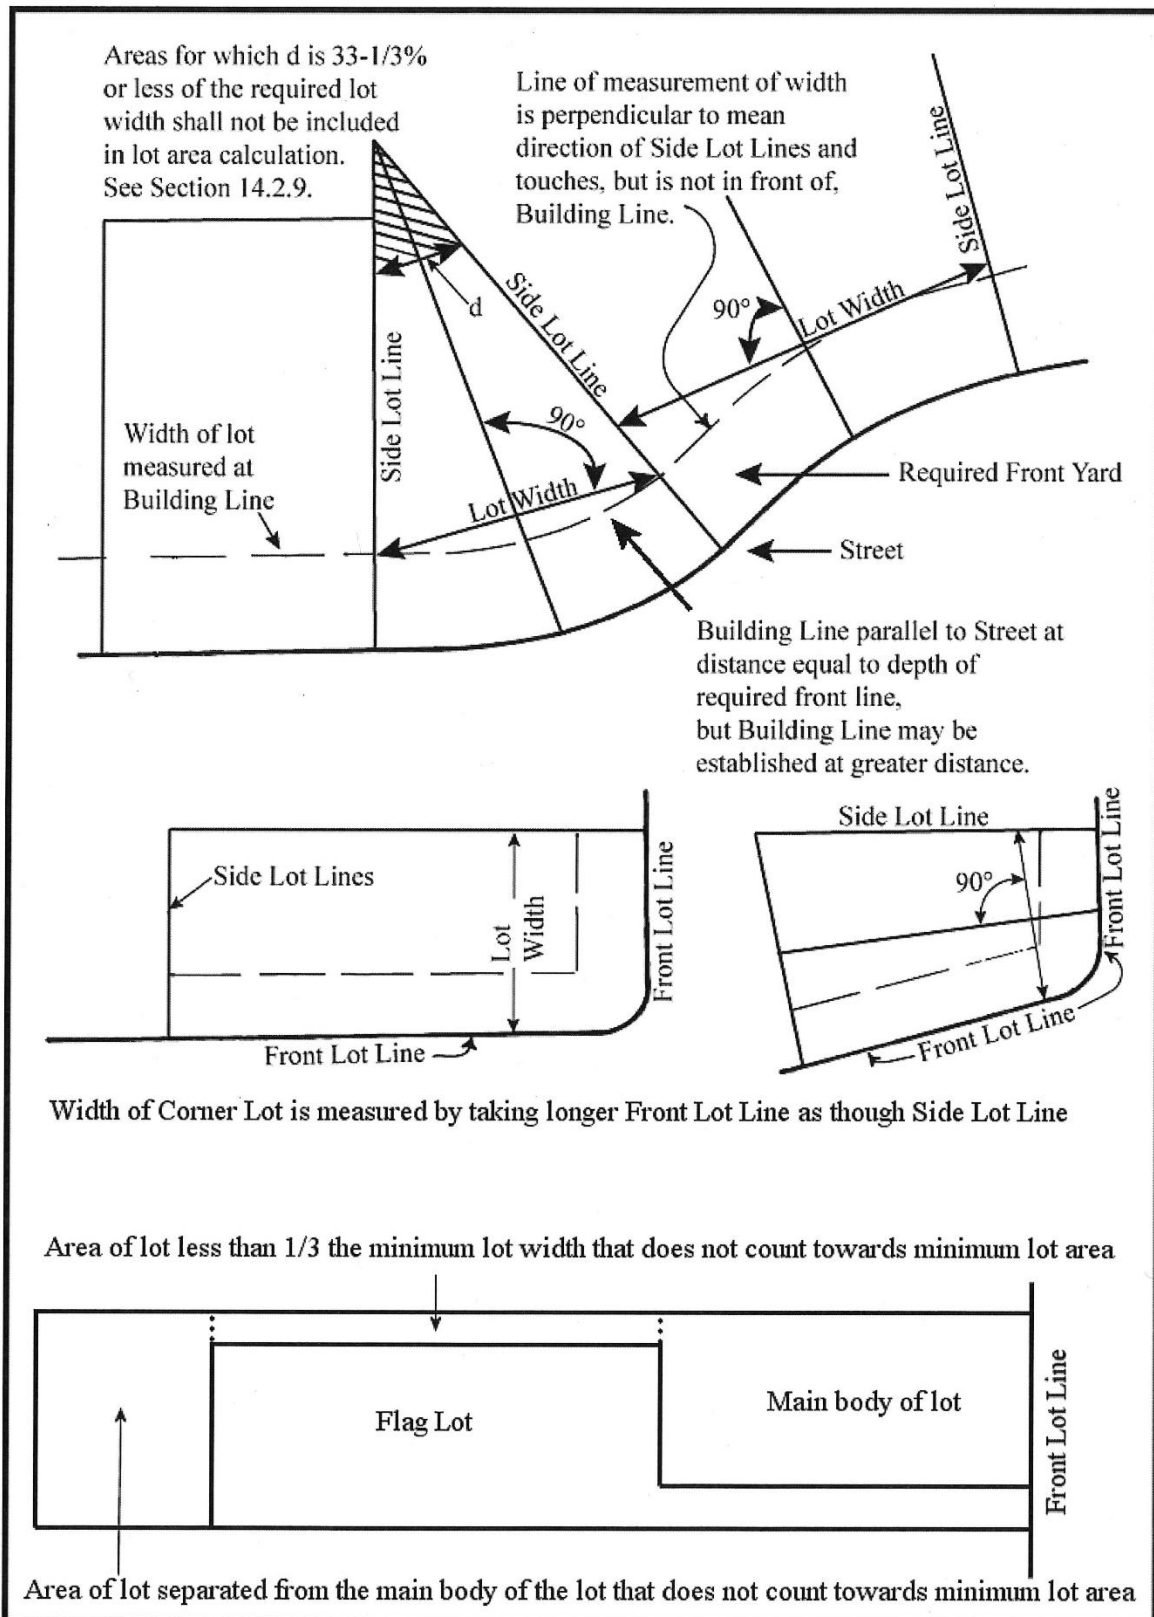 Areas for which d is 33-1/3%
or less of the required lot
width shall not be included
in lot area calculation.
See Section 14.2.9.
Line of measurement of width
is perpendicular to mean
direction of Side Lot Lines and
touches, but is not in front of,
Building Line.
Side Lot Line
90°
Lot Width
d
Side Lot Line
Side Lot Line
Width of lot
measured at
Building Line
90°
Lot Width
Required Front Yard
Street
Building Line parallel to Street at
distance equal to depth of
required front line,
but Building Line may be
established at greater distance.
Side Lot Lines
Lot
Width
Front Lot Line
Front Lot Line
Side Lot Line
90°
Front Lot Line
Front Lot Line
Width of Corner Lot is measured by taking longer Front Lot Line as though Side Lot Line
Area of lot less than 1/3 the minimum lot width that does not count towards minimum lot area
Flag Lot
Main body of lot
Front Lot Line
Area of lot separated from the main body of the lot that does not count towards minimum lot area